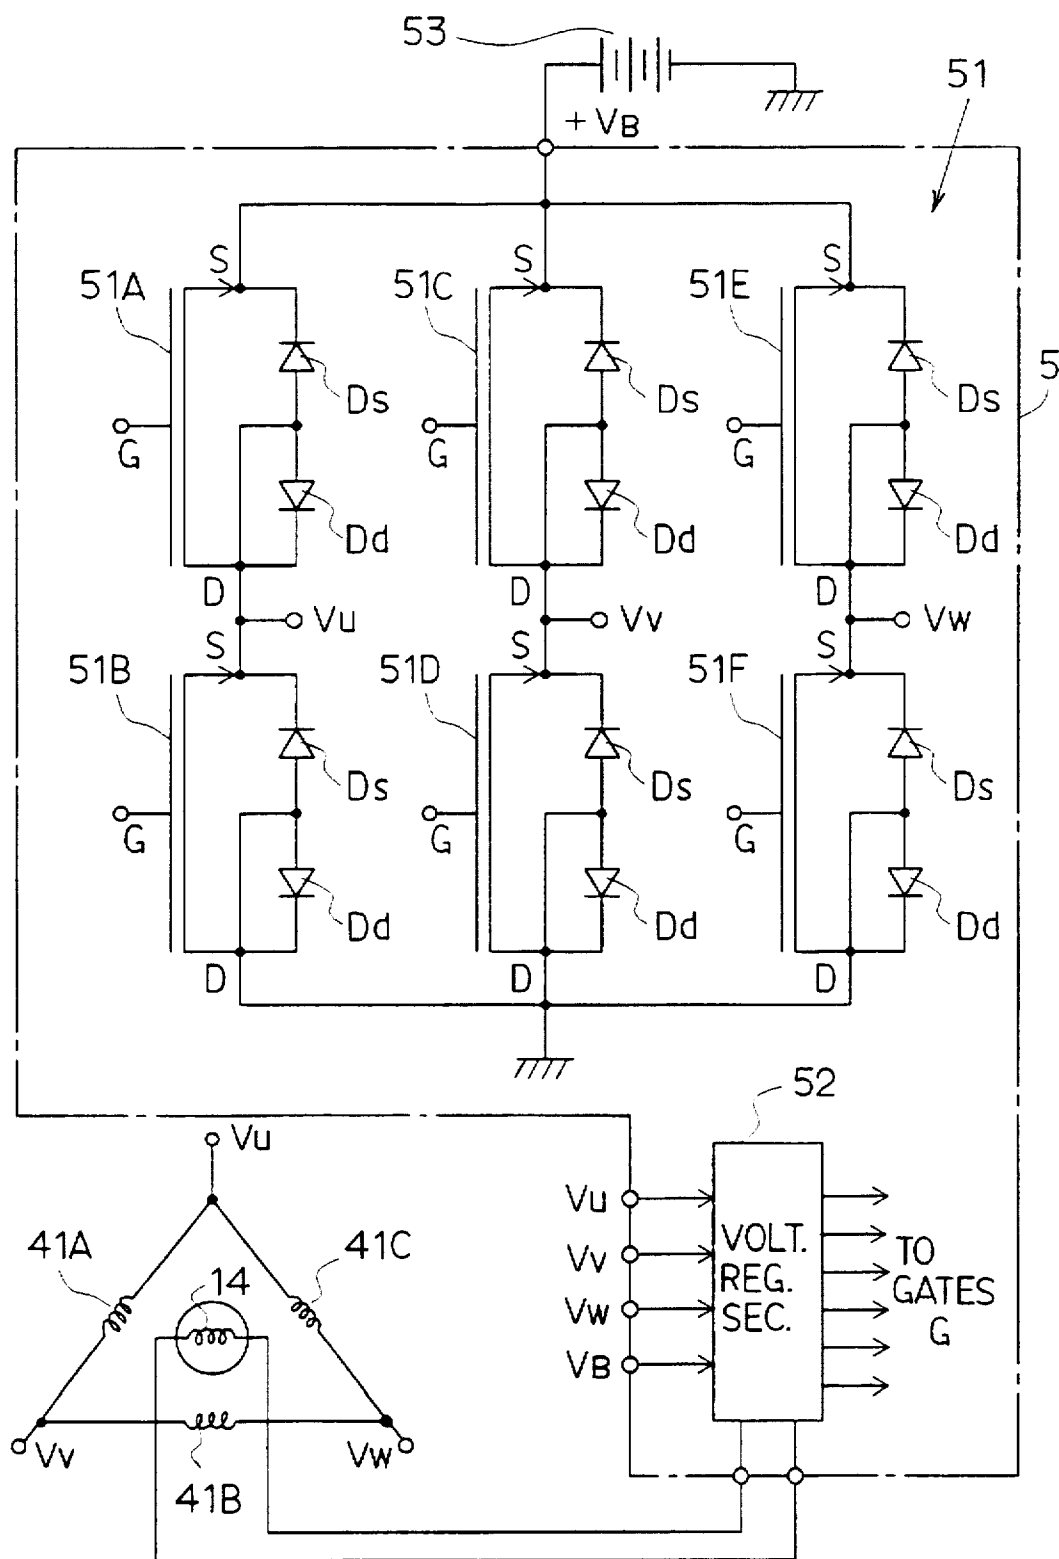 53
51
+ VB
S S S
51A 51C 51E
5
Ds Ds Ds
G G G
Dd Dd Dd
D D D
Vu Vv Vw
S S S
51B 51D 51F
Ds Ds Ds
G G G
Dd Dd Dd
D D D
52
Vu
Vu
41A 41C
14
Vv
Vw
VB
VOLT.
REG.
SEC.
TO
GATES
G
Vv Vw
41B